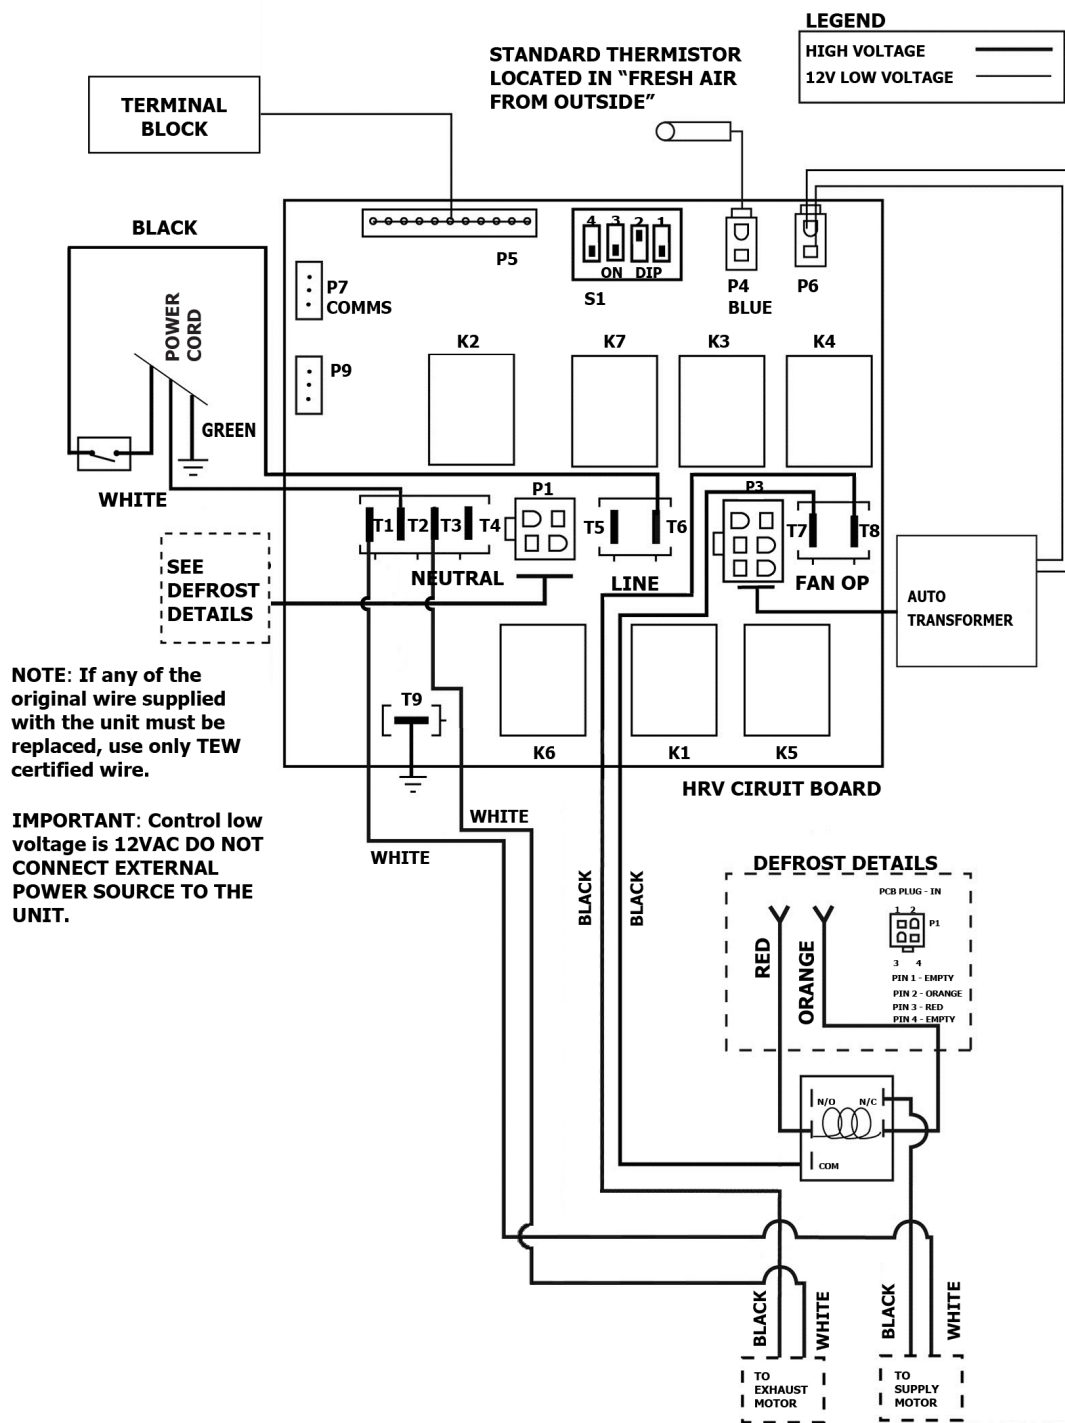 LEGEND
HIGH VOLTAGE
12V LOW VOLTAGE
STANDARD THERMISTOR
LOCATED IN “FRESH AIR
FROM OUTSIDE”
TERMINAL
BLOCK
BLACK
POWER
CORD
GREEN
WHITE
P5
4 3 2 1
ON DIP
S1
P4
BLUE
P6
P7
COMMS
P9
K2
K7
K3
K4
P1
P3
T1
T2
T3
T4
NEUTRAL
T5
T6
LINE
T7
T8
FAN OP
SEE
DEFROST
DETAILS
AUTO
TRANSFORMER
NOTE: If any of the
original wire supplied
with the unit must be
replaced, use only TEW
certified wire.
T9
K6
K1
K5
HRV CIRUIT BOARD
IMPORTANT: Control low
voltage is 12VAC DO NOT
CONNECT EXTERNAL
POWER SOURCE TO THE
UNIT.
WHITE
WHITE
BLACK
BLACK
DEFROST DETAILS
PCB PLUG - IN
1 2
P1
3 4
PIN 1 - EMPTY
PIN 2 - ORANGE
PIN 3 - RED
PIN 4 - EMPTY
RED
ORANGE
N/O
N/C
COM
BLACK
WHITE
BLACK
WHITE
TO
EXHAUST
MOTOR
TO
SUPPLY
MOTOR